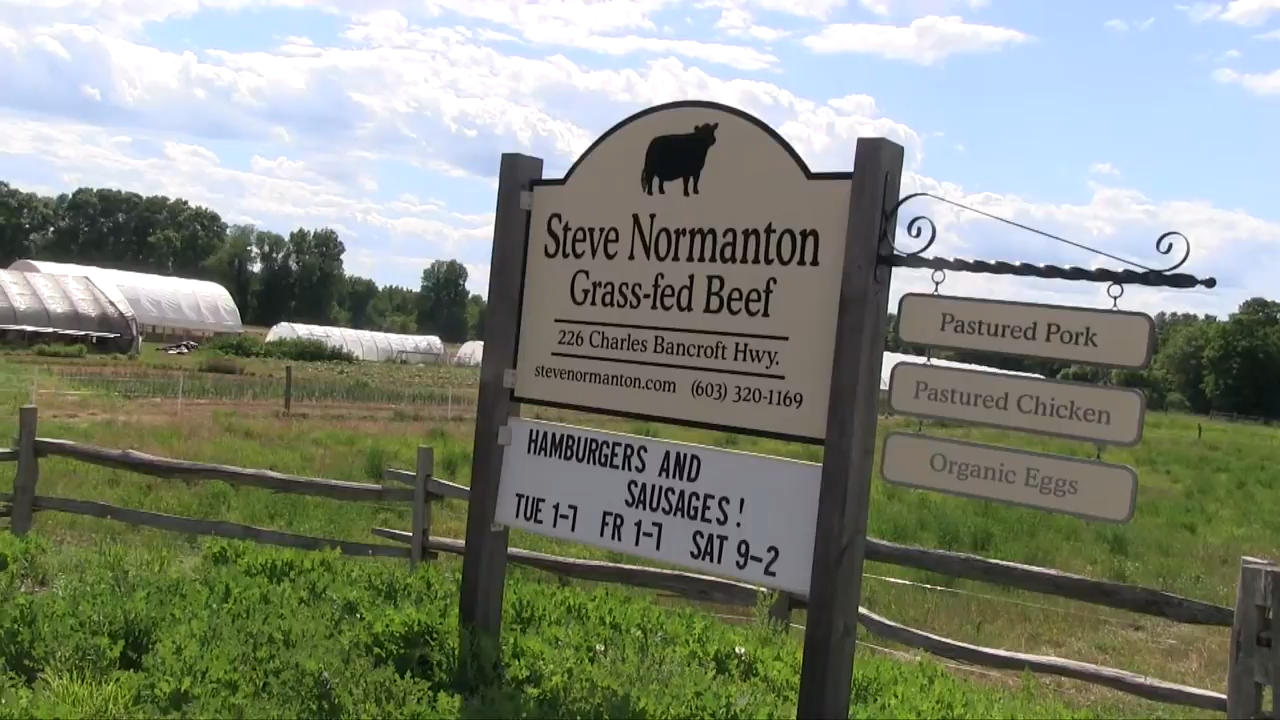 Steve Normanton
Grass-fed Beef
226 Charles Bancroft Hwy.
stevenormanton.com (603) 320-1169
HAMBURGERS AND
SAUSAGES!
TUE 1-7 FR 1-7 SAT 9-2
Pastured Pork
Pastured Chicken
Organic Eggs